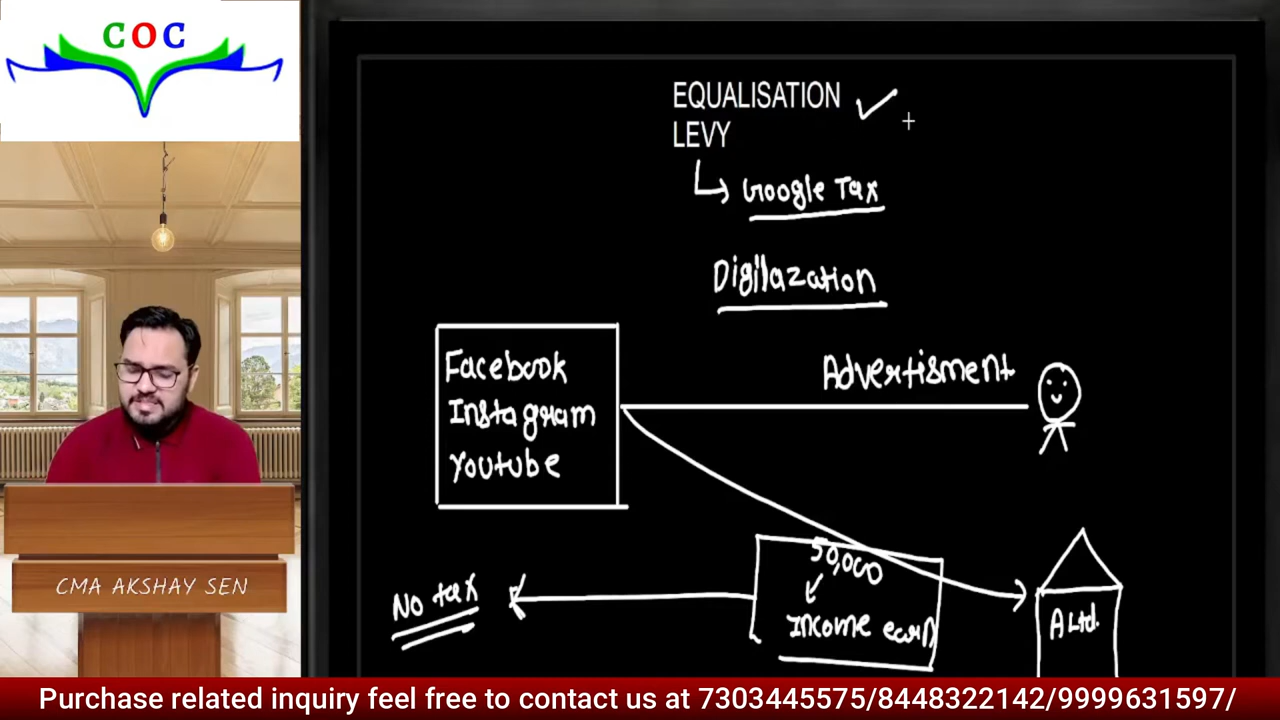 COC
EQUALISATION
LEVY
Google Tax
Digilazation
Facebook
Instagram
Youtube
Advertisment
50,000
Income earn
No tax
A Ltd.
CMA AKSHAY SEN
Purchase related inquiry feel free to contact us at 7303445575/8448322142/9999631597/